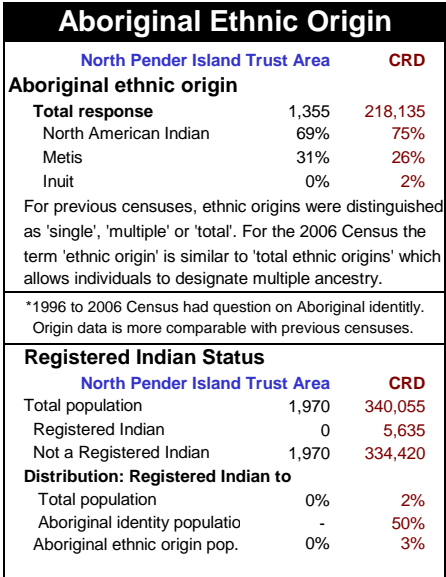 Aboriginal Ethnic Origin
North Pender Island Trust Area CRD
Aboriginal ethnic origin
Total response 1,355 218,135
North American Indian 69% 75%
Metis 31% 26%
Inuit 0% 2%
For previous censuses, ethnic origins were distinguished
as 'single', 'multiple' or 'total'. For the 2006 Census the
term 'ethnic origin' is similar to 'total ethnic origins' which
allows individuals to designate multiple ancestry.
*1996 to 2006 Census had question on Aboriginal identitly.
Origin data is more comparable with previous censuses.
Registered Indian Status
North Pender Island Trust Area CRD
Total population 1,970 340,055
Registered Indian 0 5,635
Not a Registered Indian 1,970 334,420
Distribution: Registered Indian to
Total population 0% 2%
Aboriginal identity populatio - 50%
Aboriginal ethnic origin pop. 0% 3%